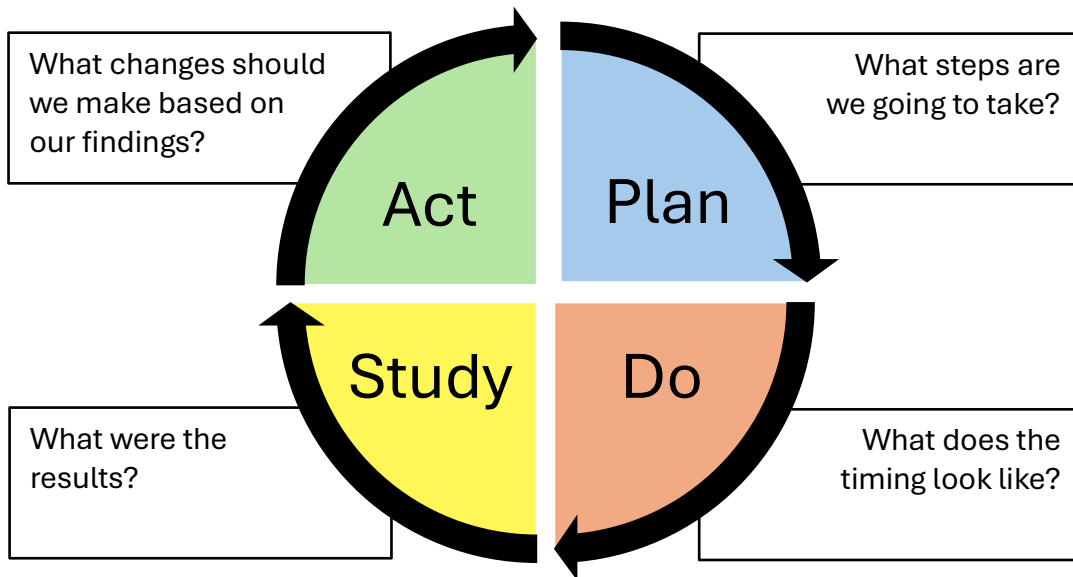 What changes should
we make based on
our findings?
What steps are
we going to take?
Act
Plan
Study
Do
What were the
results?
What does the
timing look like?